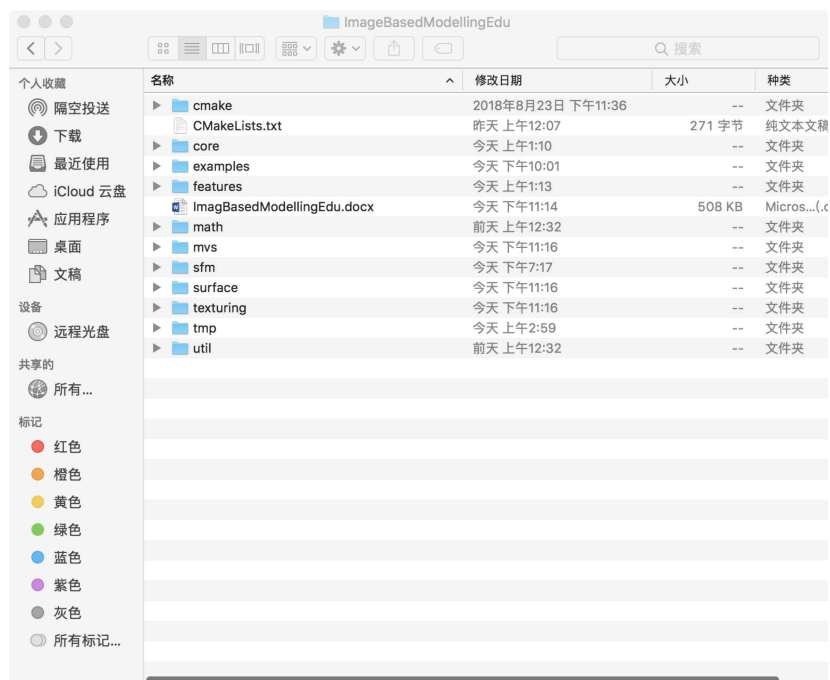 ImageBasedModellingEdu
搜索
个人收藏
隔空投送
下载
最近使用
iCloud 云盘
应用程序
桌面
文稿
设备
远程光盘
共享的
所有...
标记
红色
橙色
黄色
绿色
蓝色
紫色
灰色
所有标记...
名称 修改日期 大小 种类
cmake 2018年8月23日 下午11:36 -- 文件夹
CMakeLists.txt 昨天 上午12:07 271 字节 纯文本文稿
core 今天 上午1:10 -- 文件夹
examples 今天 下午10:01 -- 文件夹
features 今天 上午1:13 -- 文件夹
ImagBasedModellingEdu.docx 今天 下午11:14 508 KB Micros...(.d
math 前天 上午12:32 -- 文件夹
mvs 今天 下午11:16 -- 文件夹
sfm 今天 下午7:17 -- 文件夹
surface 今天 下午11:16 -- 文件夹
texturing 今天 下午11:16 -- 文件夹
tmp 今天 上午2:59 -- 文件夹
util 前天 上午12:32 -- 文件夹